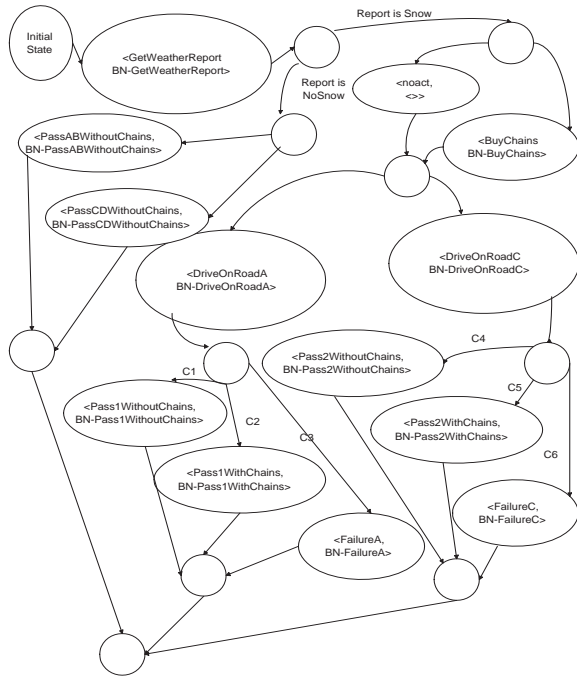 Initial
State
<GetWeatherReport
BN-GetWeatherReport>
Report is Snow
Report is
NoSnow
<noact,
<>>
<PassABWithoutChains,
BN-PassABWithoutChains>
<BuyChains
BN-BuyChains>
<PassCDWithoutChains,
BN-PassCDWithoutChains>
<DriveOnRoadA
BN-DriveOnRoadA>
<DriveOnRoadC
BN-DriveOnRoadC>
C4
<Pass2WithoutChains,
BN-Pass2WithoutChains>
C1
C5
<Pass1WithoutChains,
BN-Pass1WithoutChains>
C2
C3
<Pass2WithChains,
BN-Pass2WithChains>
C6
<Pass1WithChains,
BN-Pass1WithChains>
<FailureC,
BN-FailureC>
<FailureA,
BN-FailureA>